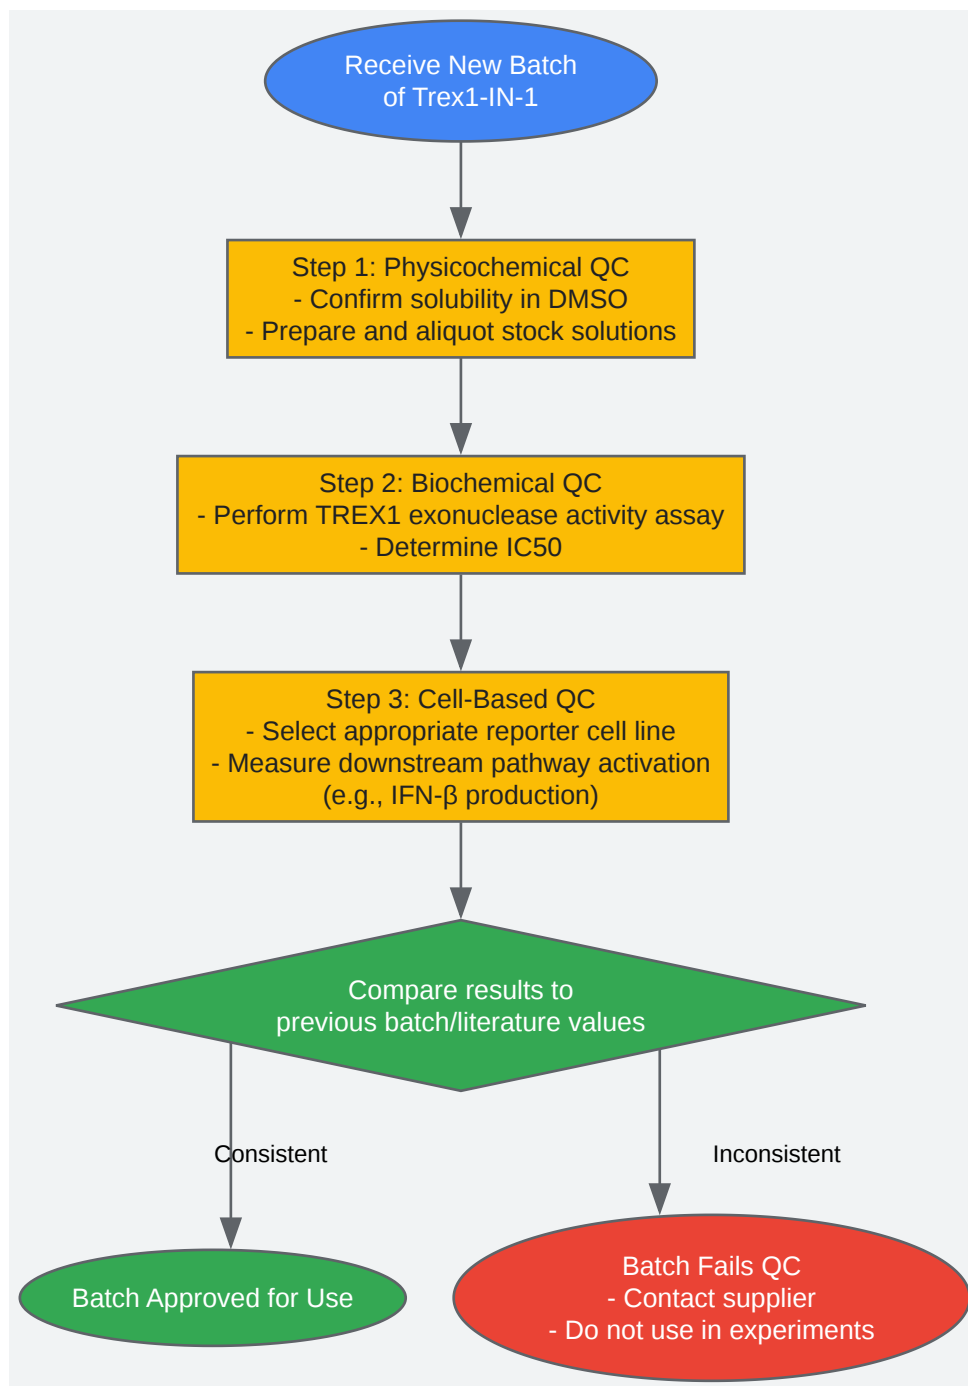 Receive New Batch
of Trex1-IN-1
Step 1: Physicochemical QC
- Confirm solubility in DMSO
- Prepare and aliquot stock solutions
Step 2: Biochemical QC
- Perform TREX1 exonuclease activity assay
- Determine IC50
Step 3: Cell-Based QC
- Select appropriate reporter cell line
- Measure downstream pathway activation
(e.g., IFN-β production)
Compare results to
previous batch/literature values
Consistent
Inconsistent
Batch Approved for Use
Batch Fails QC
- Contact supplier
- Do not use in experiments